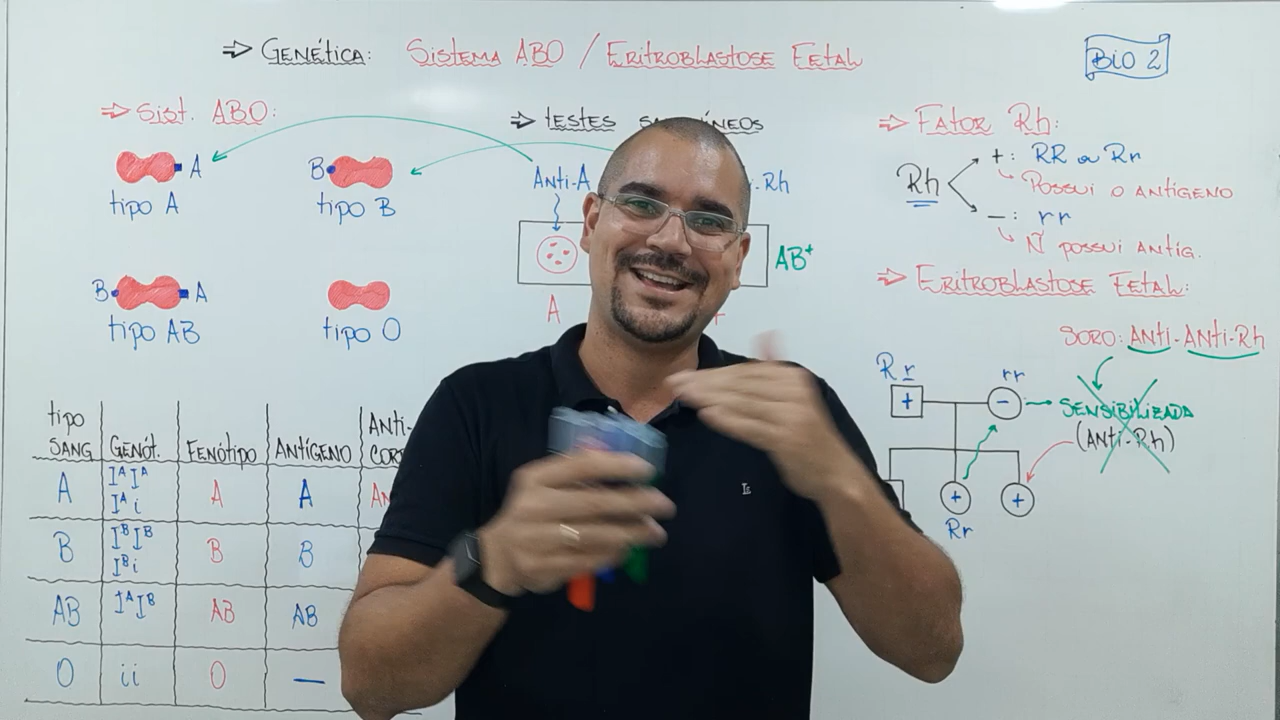 ⇒ GENÉTICA: SISTEMA ABO / ERITROBLASTOSE FETAL
BIO 2
⇒ SIST. ABO:
A
tipo A
B
tipo B
B A
tipo AB
tipo O
tipo SANG
GENÓT.
FENÓTIPO
ANTÍGENO
ANTI-
A
IᴬIᴬ
Iᴬi
A
A
B
IᴮIᴮ
Iᴮi
B
B
AB
IᴬIᴮ
AB
AB
O
ii
O
—
⇒ TESTES
ANTI-A
.Rh
AB⁺
A
+
⇒ FATOR Rh:
Rh
+: RR ou Rr
POSSUI O ANTÍGENO
-: rr
Ñ POSSUI ANTÍG.
⇒ ERITROBLASTOSE FETAL:
SORO: ANTI-ANTI-Rh
Rr
+
rr
-
SENSIBILIZADA
(ANTI-Rh)
+
Rr
+